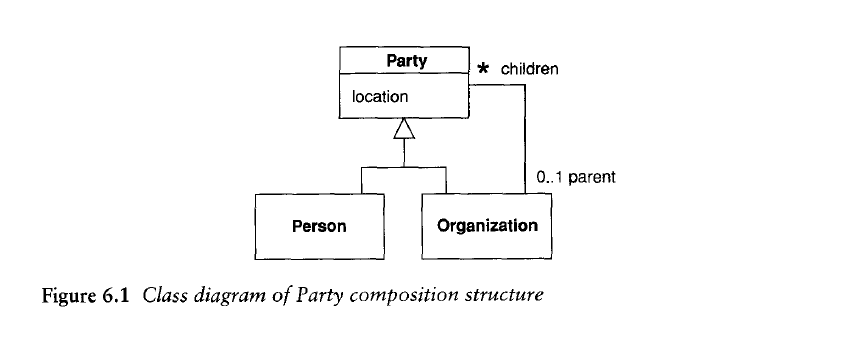 Party
* children
location
0..1 parent
Person
Organization
Figure 6.1 Class diagram of Party composition structure